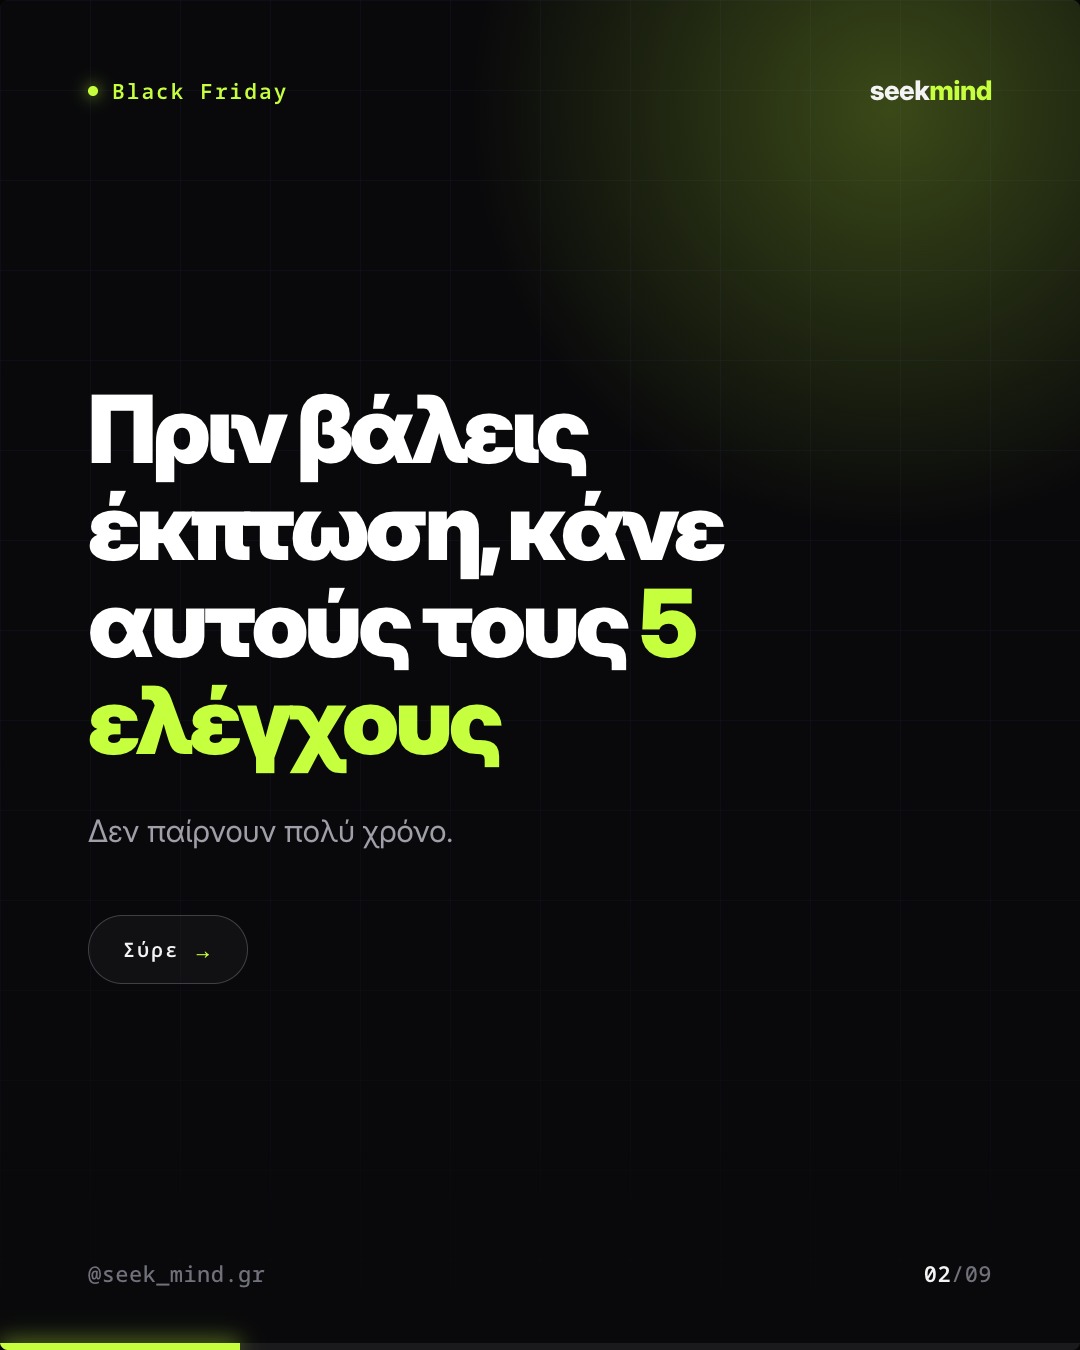 Black Friday
seekmind
Πριν βάλεις
έκπτωση, κάνε
αυτούς τους 5
ελέγχους
Δεν παίρνουν πολύ χρόνο.
Σύρε →
@seek_mind.gr
02/09